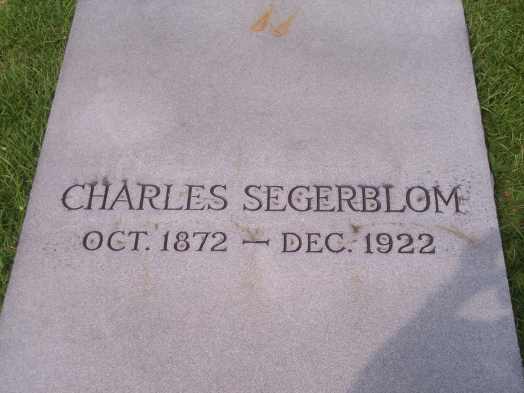 CHARLES SEGERBLOM
OCT. 1872 — DEC. 1922